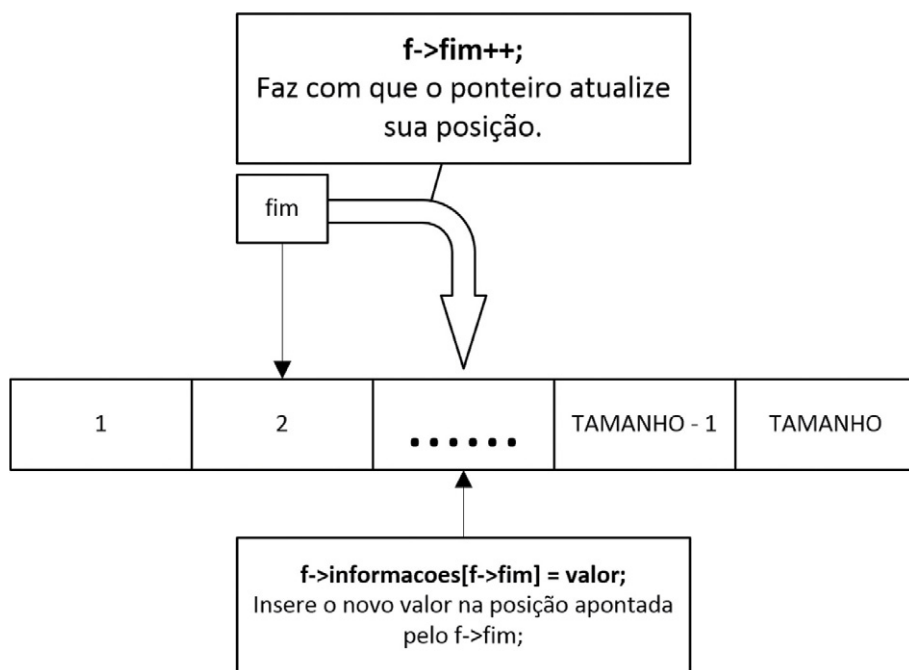 f->fim++;
Faz com que o ponteiro atualize
sua posição.
fim
1
2
......
TAMANHO - 1
TAMANHO
f->informacoes[f->fim] = valor;
Insere o novo valor na posição apontada
pelo f->fim;